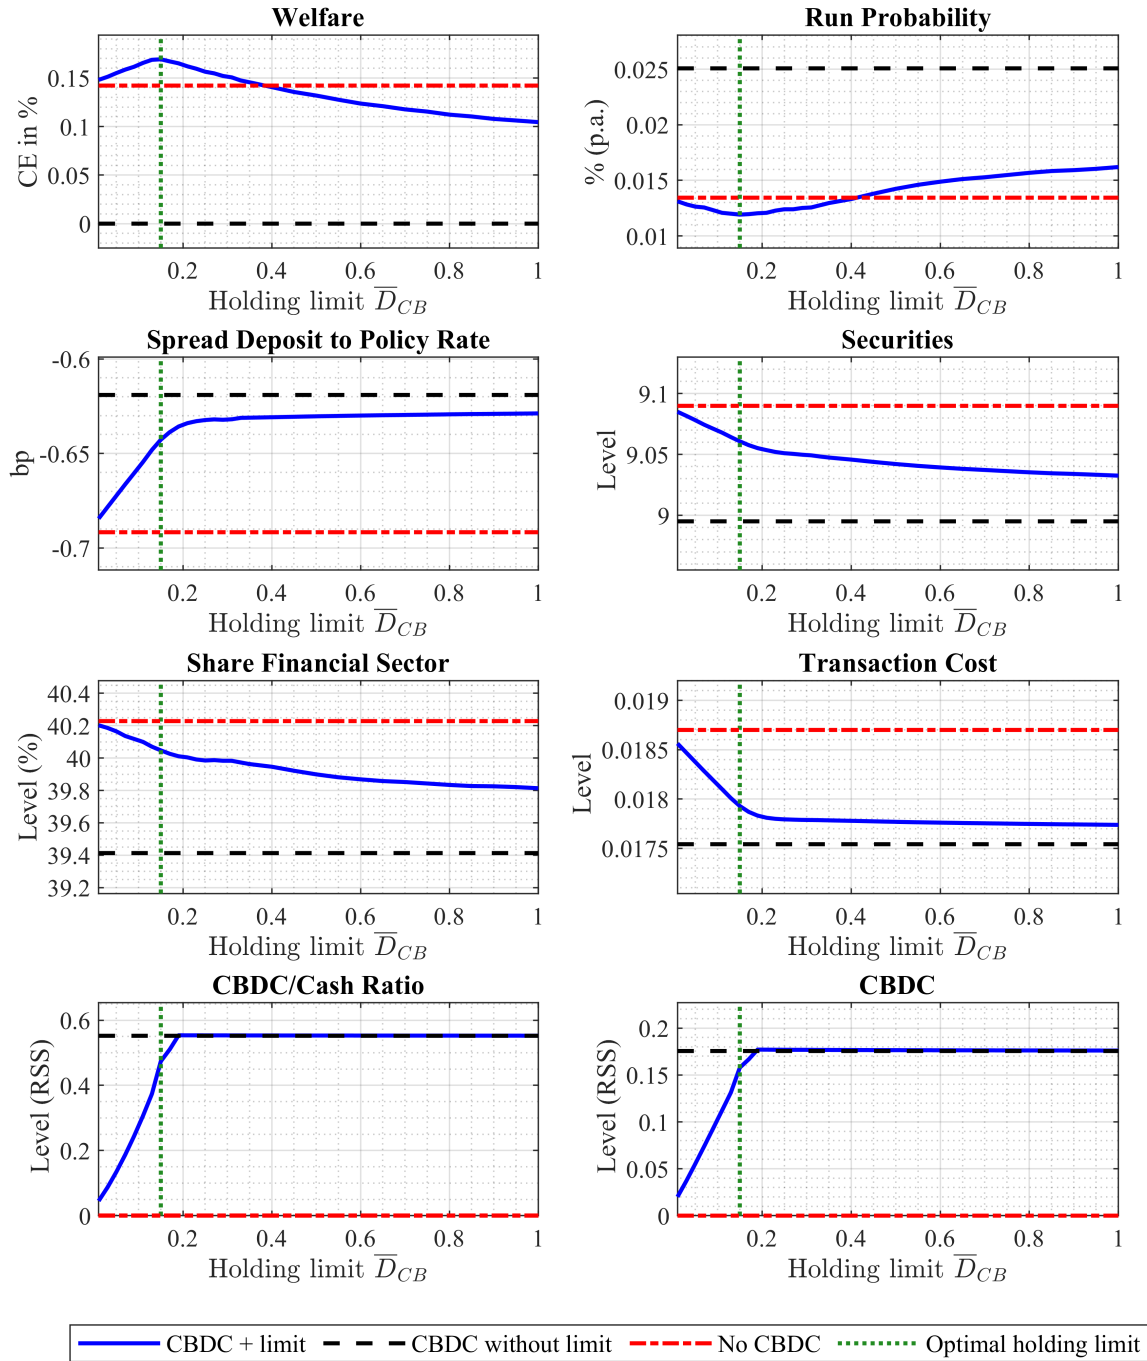 Welfare
CE in %
0.15
0.1
0.05
0
0.2 0.4 0.6 0.8 1
Holding limit D̅_CB
Run Probability
% (p.a.)
0.025
0.02
0.015
0.01
0.2 0.4 0.6 0.8 1
Holding limit D̅_CB
Spread Deposit to Policy Rate
bp
-0.6
-0.65
-0.7
0.2 0.4 0.6 0.8 1
Holding limit D̅_CB
Securities
Level
9.1
9.05
9
0.2 0.4 0.6 0.8 1
Holding limit D̅_CB
Share Financial Sector
Level (%)
40.4
40.2
40
39.8
39.6
39.4
39.2
0.2 0.4 0.6 0.8 1
Holding limit D̅_CB
Transaction Cost
Level
0.019
0.0185
0.018
0.0175
0.2 0.4 0.6 0.8 1
Holding limit D̅_CB
CBDC/Cash Ratio
Level (RSS)
0.6
0.4
0.2
0
0.2 0.4 0.6 0.8 1
Holding limit D̅_CB
CBDC
Level (RSS)
0.2
0.15
0.1
0.05
0
0.2 0.4 0.6 0.8 1
Holding limit D̅_CB
CBDC + limit CBDC without limit No CBDC Optimal holding limit